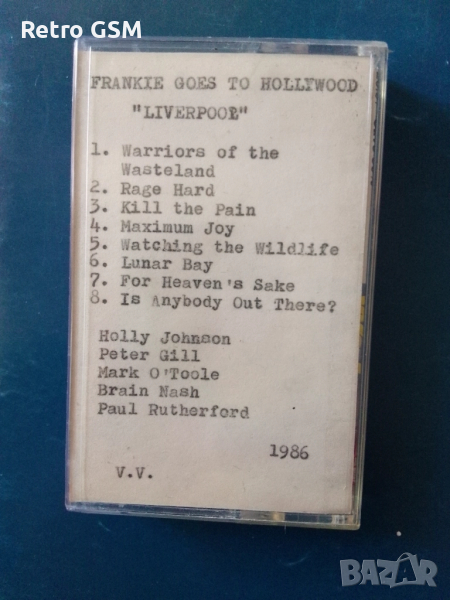 Retro GSM
FRANKIE GOES TO HOLLYWOOD
"LIVERPOOL"
1. Warriors of the
Wasteland
2. Rage Hard
3. Kill the Pain
4. Maximum Joy
5. Watching the Wildlife
6. Lunar Bay
7. For Heaven's Sake
8. Is Anybody Out There?
Holly Johnson
Peter Gill
Mark O'Toole
Brain Nash
Paul Rutherford
1986
V.V.
BAZAR